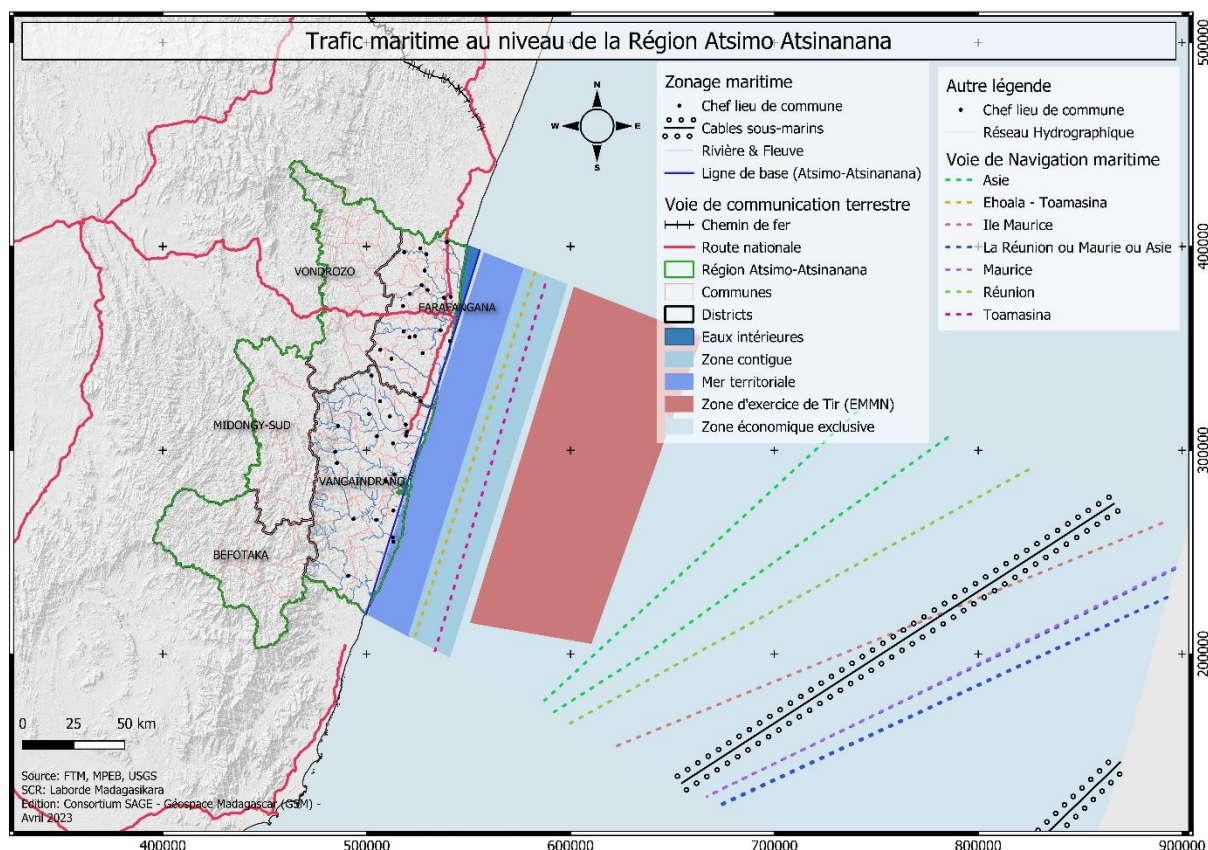 Trafic maritime au niveau de la Région Atsimo Atsinanana
N
W
E
S
Zonage maritime
Chef lieu de commune
Cables sous-marins
Rivière & Fleuve
Ligne de base (Atsimo-Atsinanana)
Voie de communication terrestre
Chemin de fer
Route nationale
Région Atsimo-Atsinanana
Communes
Districts
Eaux intérieures
Zone contigue
Mer territoriale
Zone d'exercice de Tir (EMMN)
Zone économique exclusive
Autre légende
Chef lieu de commune
Réseau Hydrographique
Voie de Navigation maritime
Asie
Ehoala - Toamasina
Ile Maurice
La Réunion ou Maurie ou Asie
Maurice
Réunion
Toamasina
VONDROZO
FARAFANGANA
MIDONGY-SUD
VANGAINDRANO
BEFOTAKA
0 25 50 km
Source: FTM, MPEB, USGS
SCR: Laborde Madagasikara
Edition: Consortium SAGE - Géospace Madagascar (GSM) -
Avril 2023
500000
400000
300000
200000
400000 500000 600000 700000 800000 900000